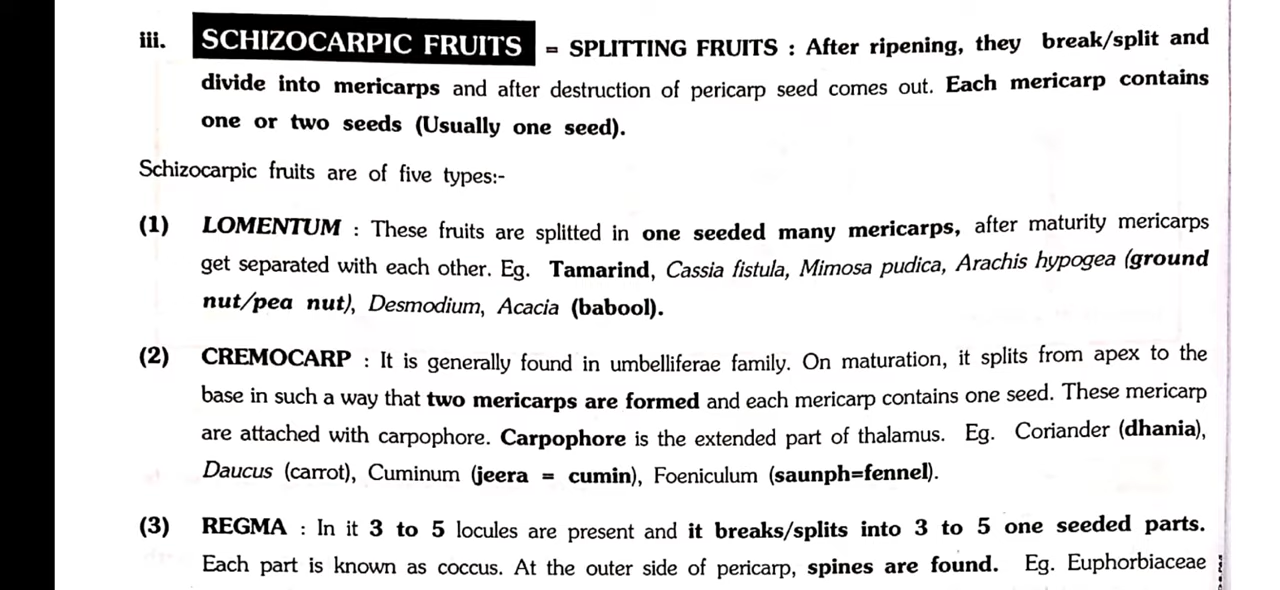 iii. SCHIZOCARPIC FRUITS = SPLITTING FRUITS : After ripening, they break/split and
divide into mericarps and after destruction of pericarp seed comes out. Each mericarp contains
one or two seeds (Usually one seed).
Schizocarpic fruits are of five types:-
(1) LOMENTUM : These fruits are splitted in one seeded many mericarps, after maturity mericarps
get separated with each other. Eg. Tamarind, Cassia fistula, Mimosa pudica, Arachis hypogea (ground
nut/pea nut), Desmodium, Acacia (babool).
(2) CREMOCARP : It is generally found in umbelliferae family. On maturation, it splits from apex to the
base in such a way that two mericarps are formed and each mericarp contains one seed. These mericarp
are attached with carpophore. Carpophore is the extended part of thalamus. Eg. Coriander (dhania),
Daucus (carrot), Cuminum (jeera = cumin), Foeniculum (saunph=fennel).
(3) REGMA : In it 3 to 5 locules are present and it breaks/splits into 3 to 5 one seeded parts.
Each part is known as coccus. At the outer side of pericarp, spines are found. Eg. Euphorbiaceae